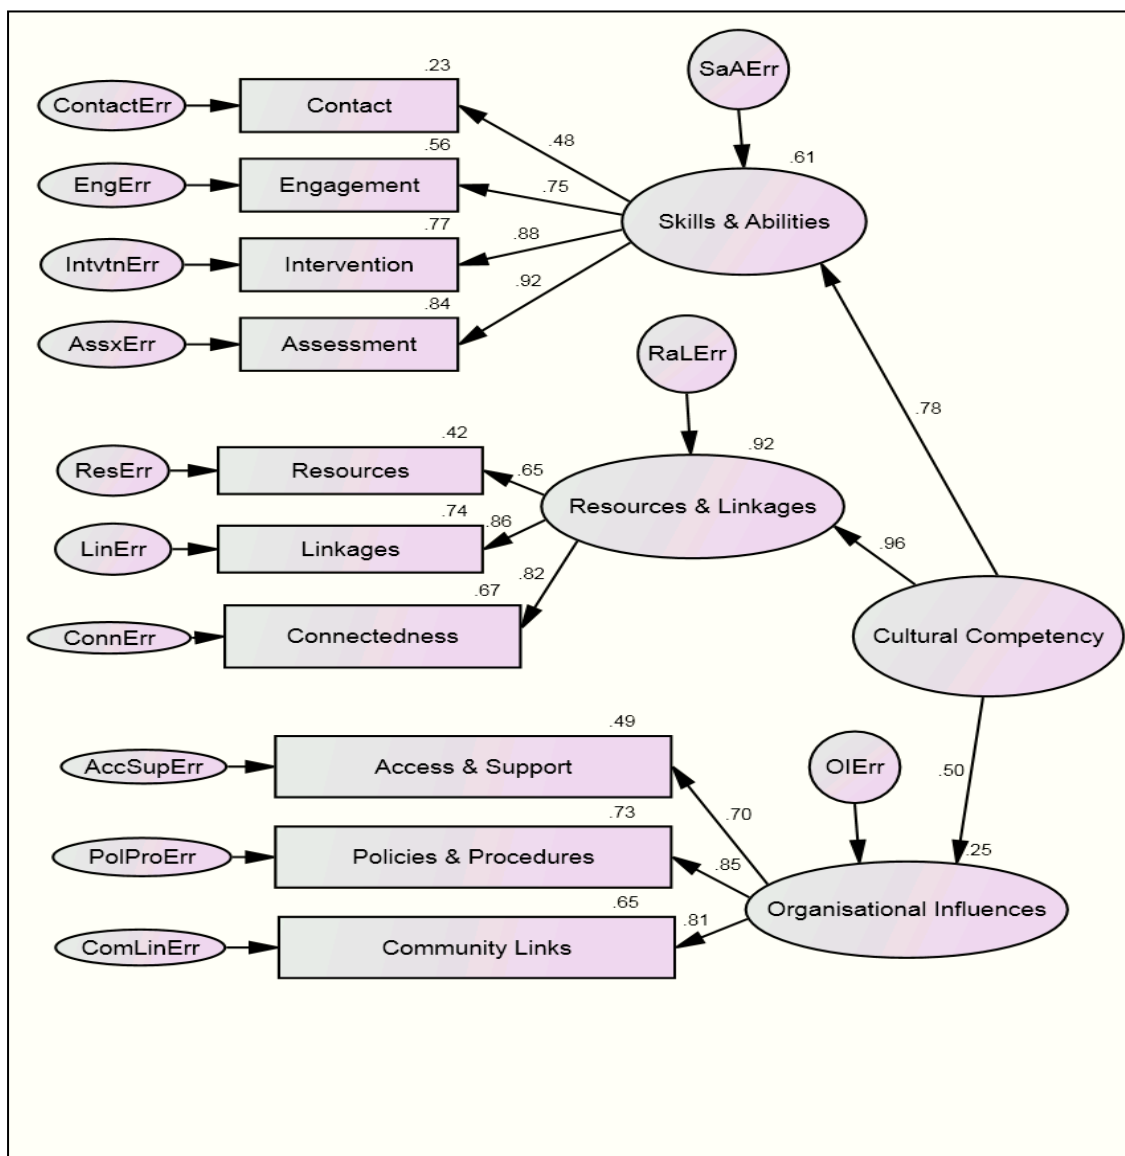 SaAErr
.23
ContactErr
Contact
.48
.56
.61
EngErr
Engagement
.75
Skills & Abilities
.77
.88
IntvtnErr
Intervention
.92
.84
AssxErr
Assessment
RaLErr
.78
.42
.92
ResErr
Resources
.65
Resources & Linkages
.74
.86
LinErr
Linkages
.96
.82
.67
ConnErr
Connectedness
Cultural Competency
.49
AccSupErr
Access & Support
OIErr
.50
.70
.73
PolProErr
Policies & Procedures
.85
.25
.65
Organisational Influences
.81
ComLinErr
Community Links